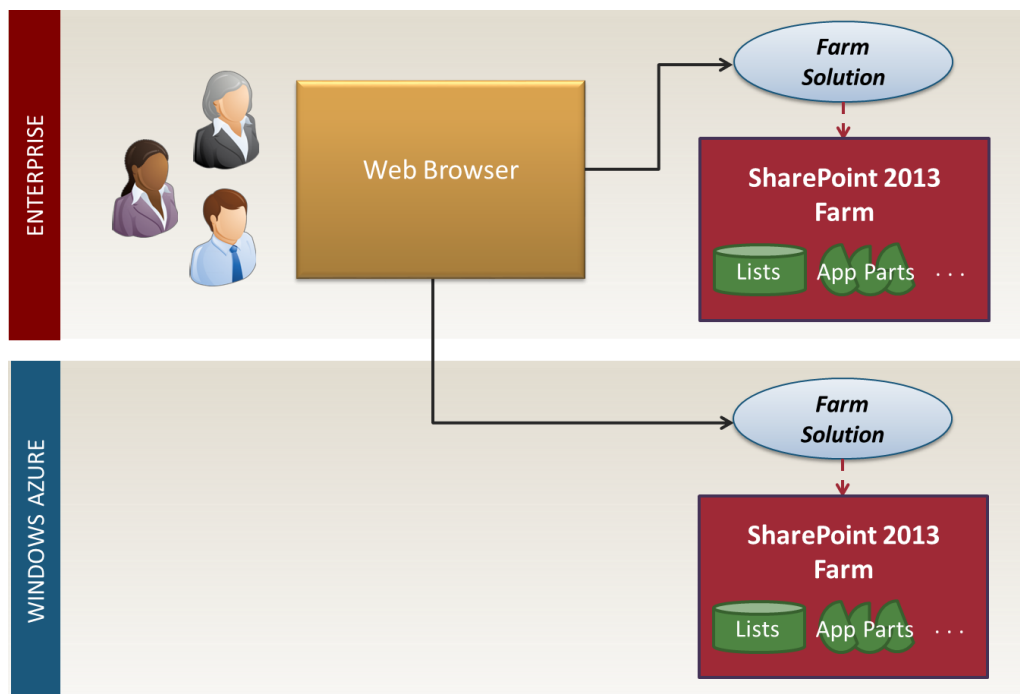 ENTERPRISE
Web Browser
Farm
Solution
SharePoint 2013
Farm
Lists
App Parts
. . .
WINDOWS AZURE
Farm
Solution
SharePoint 2013
Farm
Lists
App Parts
. . .